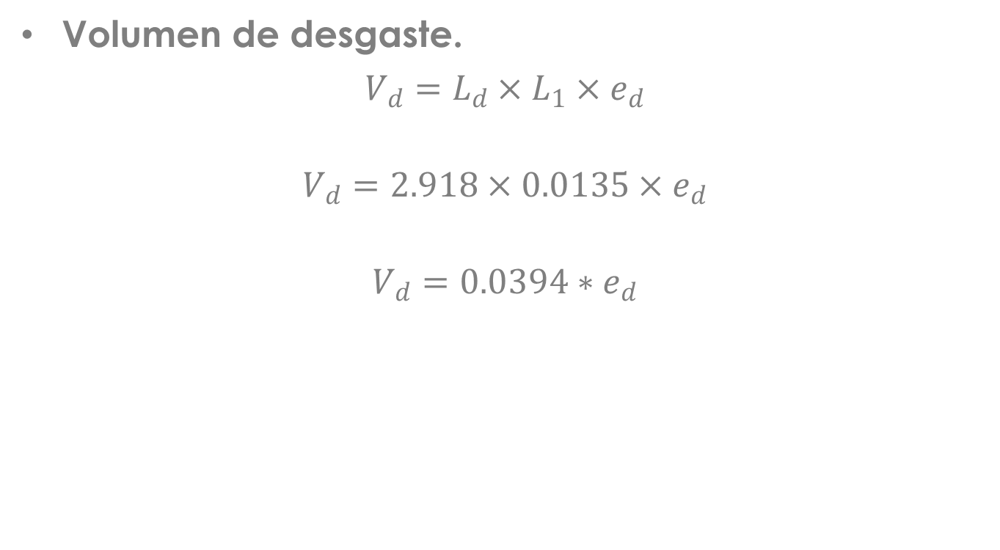 • Volumen de desgaste.
V_d = L_d × L_1 × e_d
V_d = 2.918 × 0.0135 × e_d
V_d = 0.0394 ∗ e_d